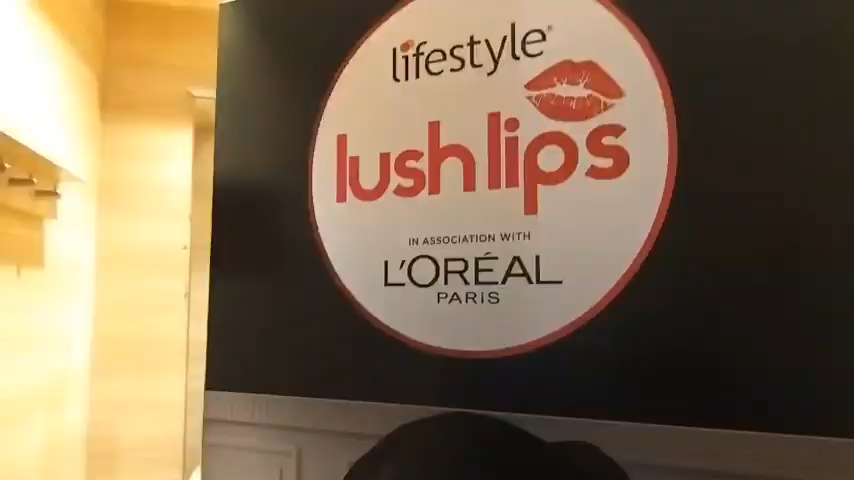 lifestyle®
lush lips
IN ASSOCIATION WITH
L'ORÉAL
PARIS